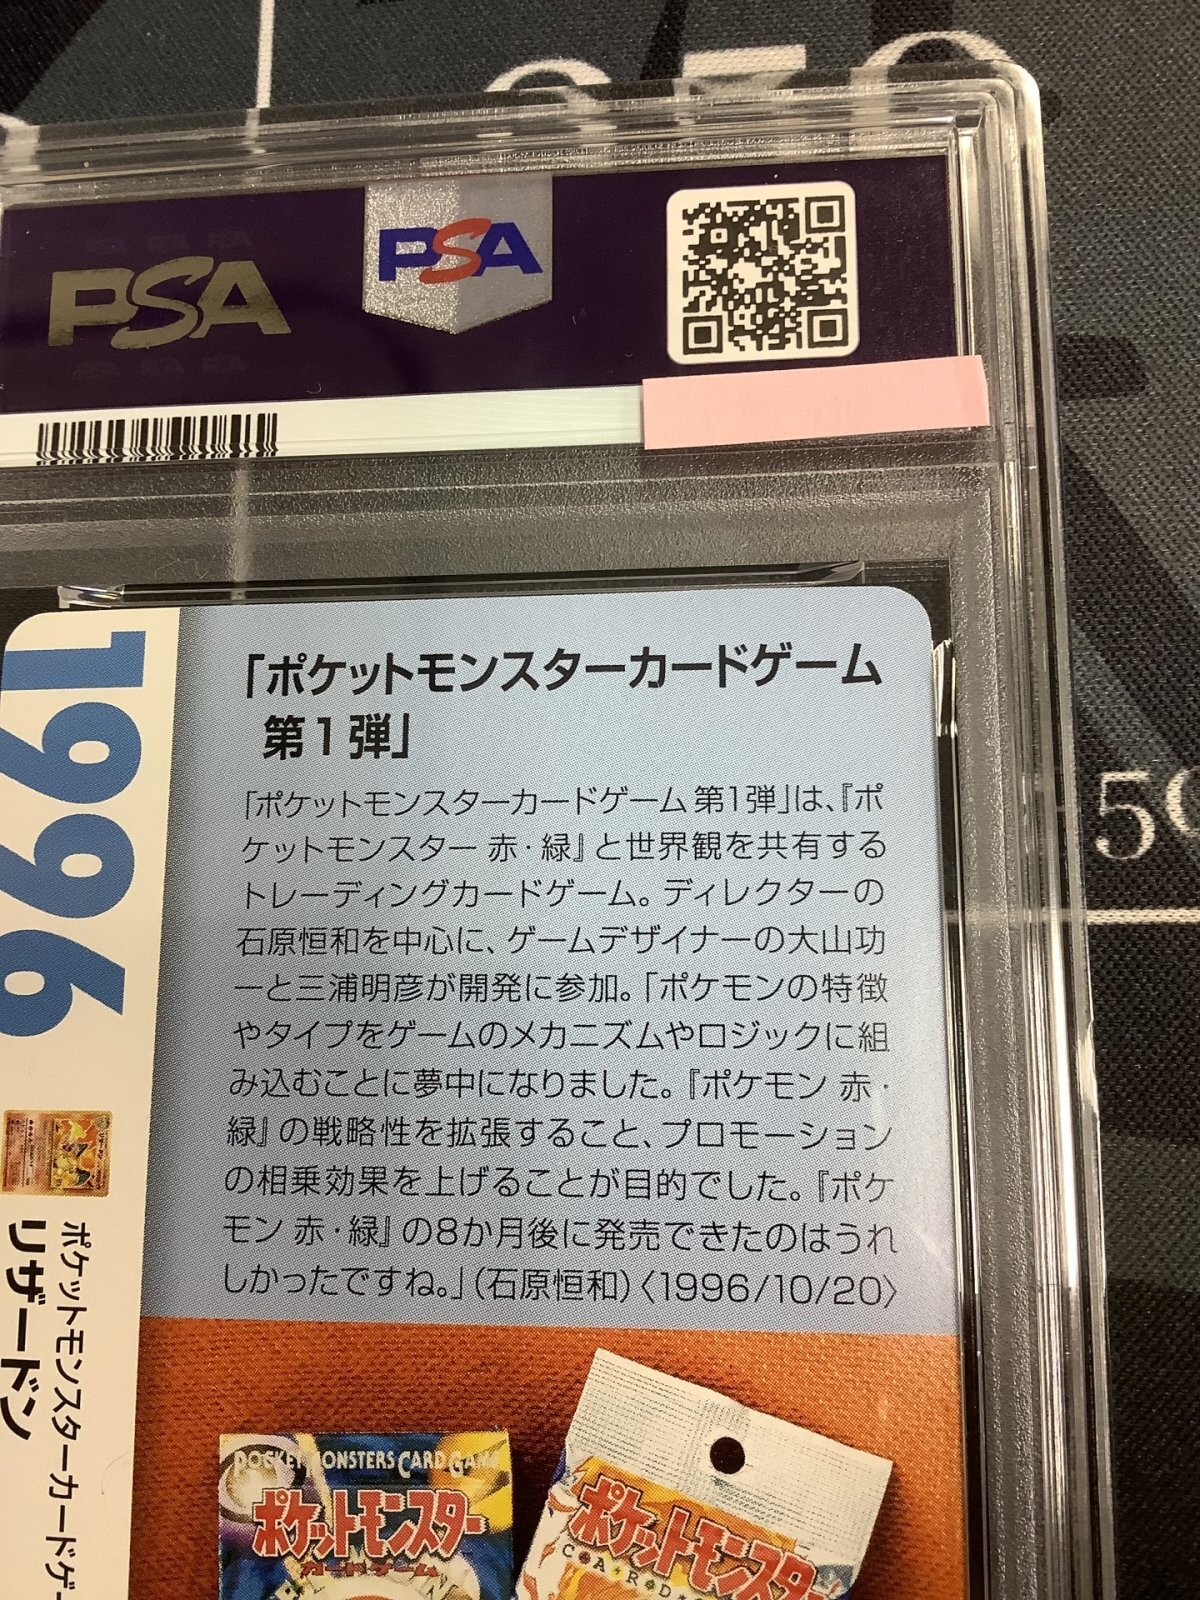 PSA
PSA
「ポケットモンスターカードゲーム
第1弾」
「ポケットモンスターカードゲーム 第1弾」は、『ポ
ケットモンスター 赤・緑』と世界観を共有する
トレーディングカードゲーム。ディレクターの
石原恒和を中心に、ゲームデザイナーの大山功
一と三浦明彦が開発に参加。「ポケモンの特徴
やタイプをゲームのメカニズムやロジックに組
み込むことに夢中になりました。『ポケモン 赤・
緑』の戦略性を拡張すること、プロモーション
の相乗効果を上げることが目的でした。『ポケ
モン 赤・緑』の8か月後に発売できたのはうれ
しかったですね。」(石原恒和)〈1996/10/20〉
1996
ポケットモンスターカードゲー
リザードン
POCKET MONSTERS CARD GAME
ポケットモンスター
カードゲーム
ポケットモンスター
CARD
59